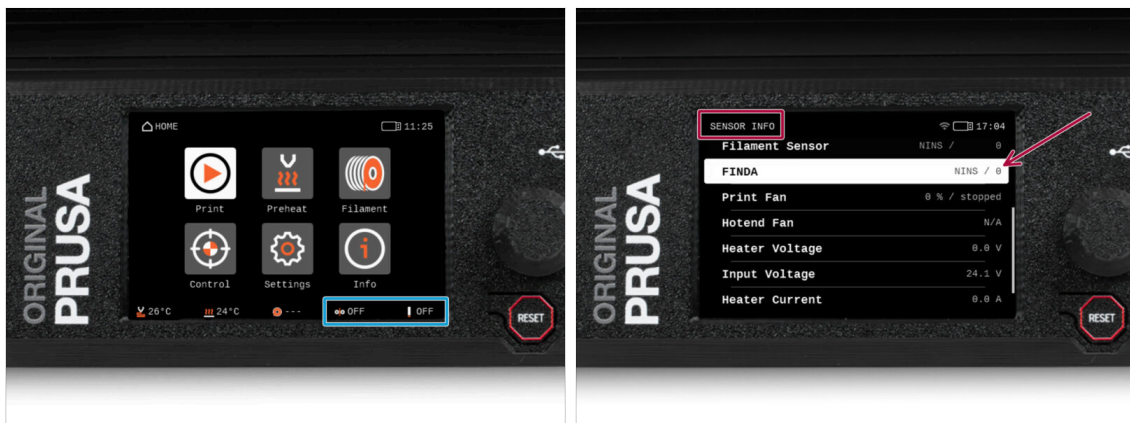 HOME 11:25
Print Preheat Filament
Control Settings Info
26°C 24°C --- OFF OFF
ORIGINAL
PRUSA
RESET
SENSOR INFO 17:04
Filament Sensor NINS / 0
FINDA NINS / 0
Print Fan 0 % / stopped
Hotend Fan N/A
Heater Voltage 0.0 V
Input Voltage 24.1 V
Heater Current 0.0 A
ORIGINAL
PRUSA
RESET